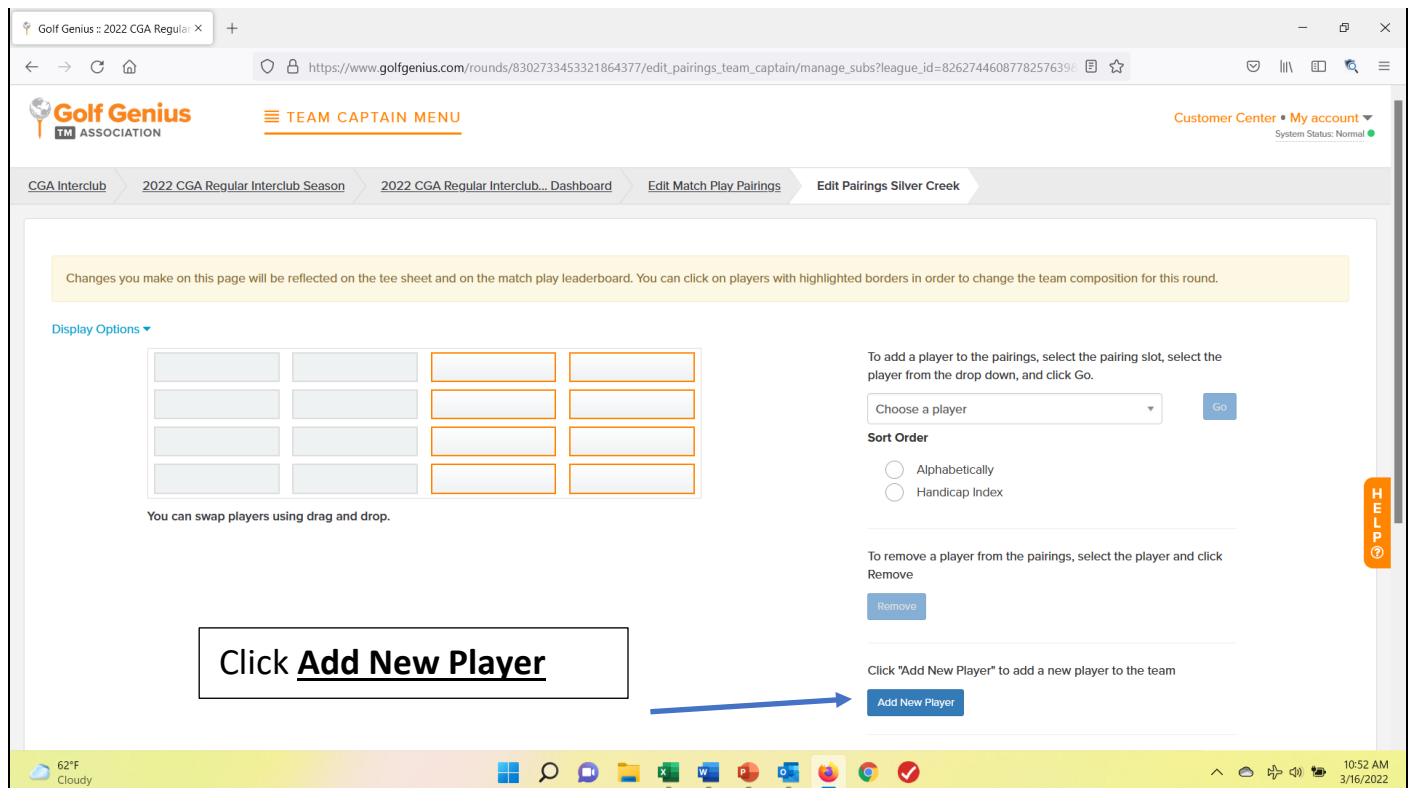 Golf Genius :: 2022 CGA Regular
https://www.golfgenius.com/rounds/8302733453321864377/edit_pairings_team_captain/manage_subs?league_id=826274460877825763
Golf Genius
TM ASSOCIATION
TEAM CAPTAIN MENU
Customer Center • My account
System Status: Normal
CGA Interclub
2022 CGA Regular Interclub Season
2022 CGA Regular Interclub... Dashboard
Edit Match Play Pairings
Edit Pairings Silver Creek
Changes you make on this page will be reflected on the tee sheet and on the match play leaderboard. You can click on players with highlighted borders in order to change the team composition for this round.
Display Options
To add a player to the pairings, select the pairing slot, select the
player from the drop down, and click Go.
Choose a player
Go
Sort Order
Alphabetically
Handicap Index
You can swap players using drag and drop.
HELP?
To remove a player from the pairings, select the player and click
Remove
Remove
Click Add New Player
Click "Add New Player" to add a new player to the team
Add New Player
62°F
Cloudy
10:52 AM
3/16/2022